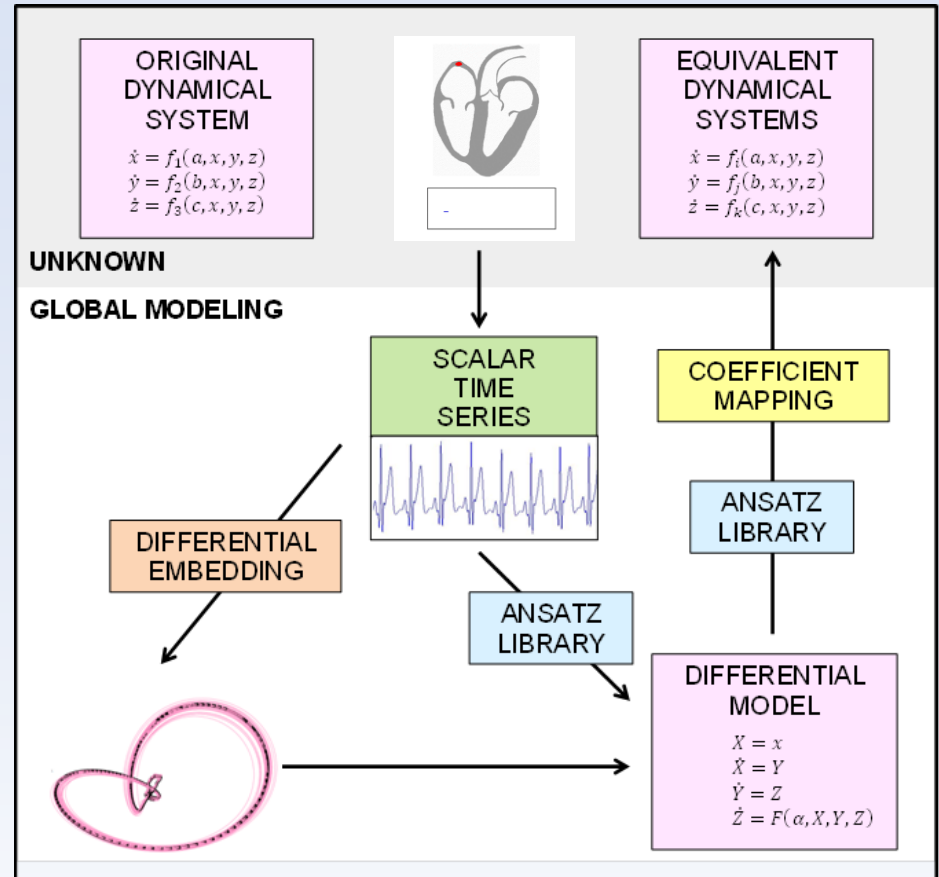 ORIGINAL
DYNAMICAL
SYSTEM
ẋ = f₁(a,x,y,z)
ẏ = f₂(b,x,y,z)
ż = f₃(c,x,y,z)
-
EQUIVALENT
DYNAMICAL
SYSTEMS
ẋ = fᵢ(a,x,y,z)
ẏ = fⱼ(b,x,y,z)
ż = fₖ(c,x,y,z)
UNKNOWN
GLOBAL MODELING
SCALAR
TIME
SERIES
COEFFICIENT
MAPPING
ANSATZ
LIBRARY
DIFFERENTIAL
EMBEDDING
ANSATZ
LIBRARY
DIFFERENTIAL
MODEL
X = x
Ẋ = Y
Ẏ = Z
Ż = F(α,X,Y,Z)